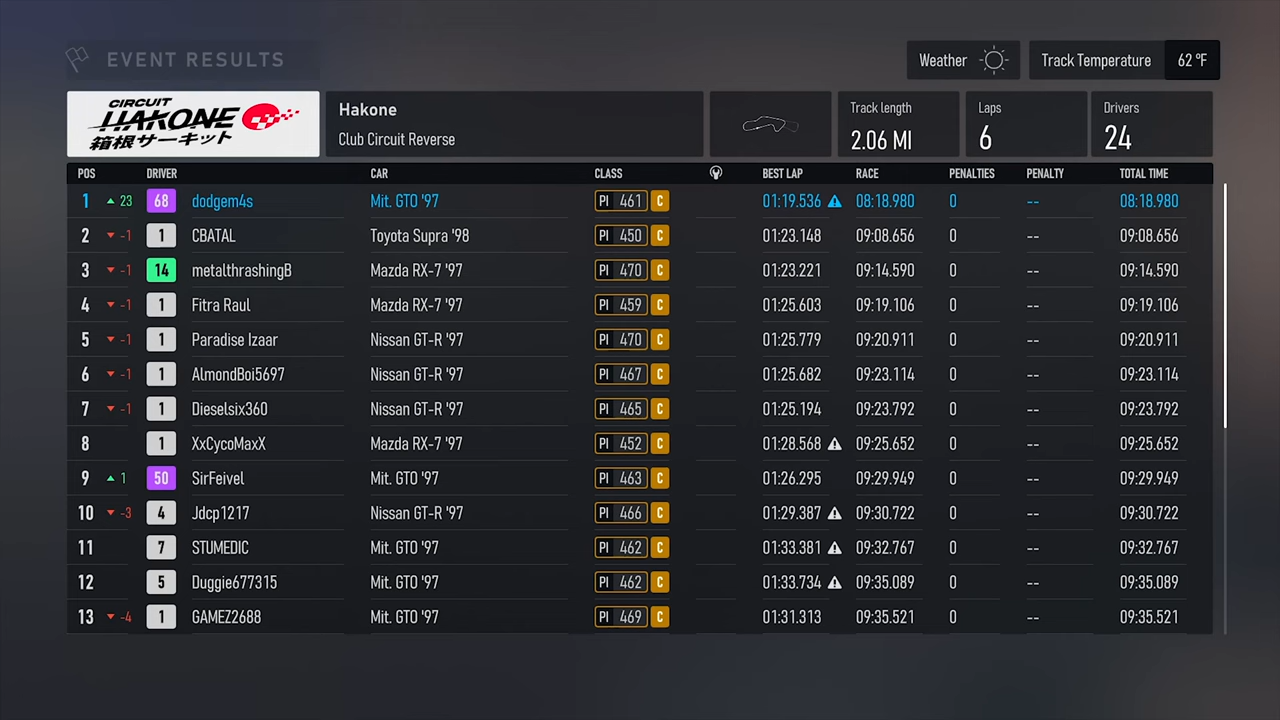 EVENT RESULTS
Weather
Track Temperature 62 °F
CIRCUIT
HAKONE
箱根サーキット
Hakone
Club Circuit Reverse
Track length
2.06 MI
Laps
6
Drivers
24
POS DRIVER CAR CLASS BEST LAP RACE PENALTIES PENALTY TOTAL TIME
1 23 68 dodgem4s Mit. GTO '97 PI 461 C 01:19.536 08:18.980 0 -- 08:18.980
2 -1 1 CBATAL Toyota Supra '98 PI 450 C 01:23.148 09:08.656 0 -- 09:08.656
3 -1 14 metalthrashingB Mazda RX-7 '97 PI 470 C 01:23.221 09:14.590 0 -- 09:14.590
4 -1 1 Fitra Raul Mazda RX-7 '97 PI 459 C 01:25.603 09:19.106 0 -- 09:19.106
5 -1 1 Paradise Izaar Nissan GT-R '97 PI 470 C 01:25.779 09:20.911 0 -- 09:20.911
6 -1 1 AlmondBoi5697 Nissan GT-R '97 PI 467 C 01:25.682 09:23.114 0 -- 09:23.114
7 -1 1 Dieselsix360 Nissan GT-R '97 PI 465 C 01:25.194 09:23.792 0 -- 09:23.792
8 1 XxCycoMaxX Mazda RX-7 '97 PI 452 C 01:28.568 09:25.652 0 -- 09:25.652
9 1 50 SirFeivel Mit. GTO '97 PI 463 C 01:26.295 09:29.949 0 -- 09:29.949
10 -3 4 Jdcp1217 Nissan GT-R '97 PI 466 C 01:29.387 09:30.722 0 -- 09:30.722
11 7 STUMEDIC Mit. GTO '97 PI 462 C 01:33.381 09:32.767 0 -- 09:32.767
12 5 Duggie677315 Mit. GTO '97 PI 462 C 01:33.734 09:35.089 0 -- 09:35.089
13 -4 1 GAMEZ2688 Mit. GTO '97 PI 469 C 01:31.313 09:35.521 0 -- 09:35.521